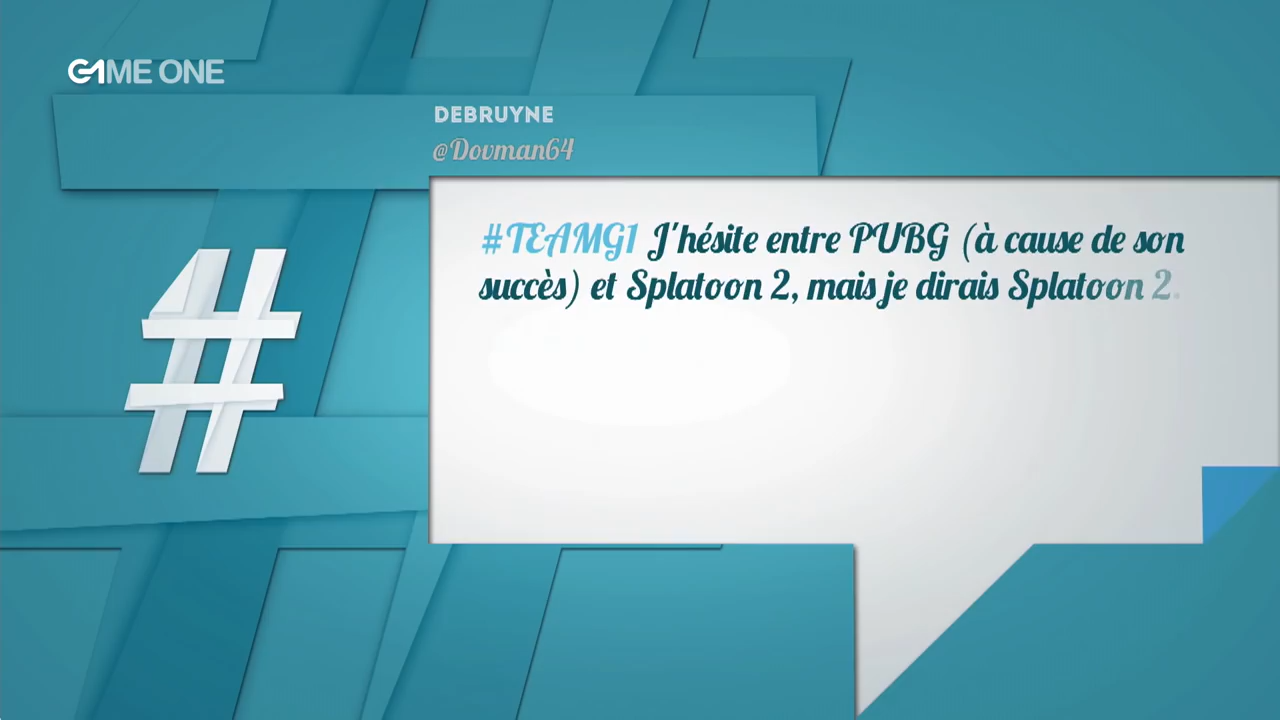 GAME ONE
DEBRUYNE
@Dovman64
#TEAMG1 J'hésite entre PUBG (à cause de son
succès) et Splatoon 2, mais je dirais Splatoon 2.